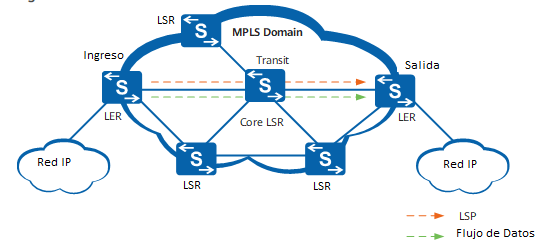 LSR
MPLS Domain
Ingreso
Transit
Salida
S
S
S
S
LER
Core LSR
LER
S
S
Red IP
LSR
LSR
Red IP
LSP
Flujo de Datos